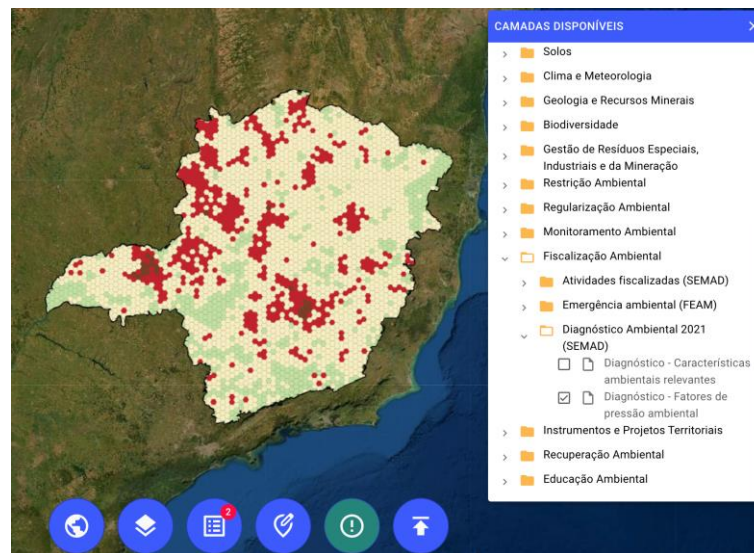 CAMADAS DISPONÍVEIS
Solos
Clima e Meteorologia
Geologia e Recursos Minerais
Biodiversidade
Gestão de Resíduos Especiais,
Industriais e da Mineração
Restrição Ambiental
Regularização Ambiental
Monitoramento Ambiental
Fiscalização Ambiental
Atividades fiscalizadas (SEMAD)
Emergência ambiental (FEAM)
Diagnóstico Ambiental 2021
(SEMAD)
Diagnóstico - Características
ambientais relevantes
Diagnóstico - Fatores de
pressão ambiental
Instrumentos e Projetos Territoriais
Recuperação Ambiental
Educação Ambiental
2